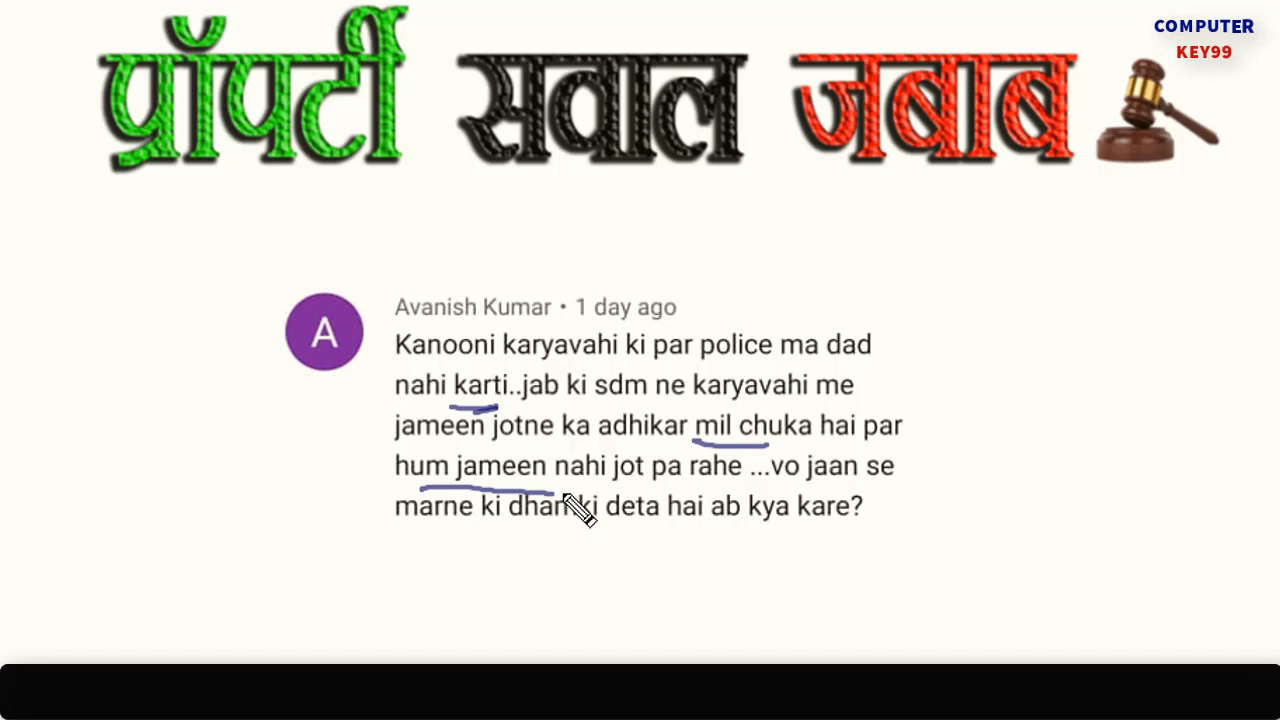 COMPUTER
KEY99
प्रॉपर्टी सवाल जबाब
Avanish Kumar • 1 day ago
Kanooni karyavahi ki par police ma dad
nahi karti..jab ki sdm ne karyavahi me
jameen jotne ka adhikar mil chuka hai par
hum jameen nahi jot pa rahe ...vo jaan se
marne ki dhamki deta hai ab kya kare?
A